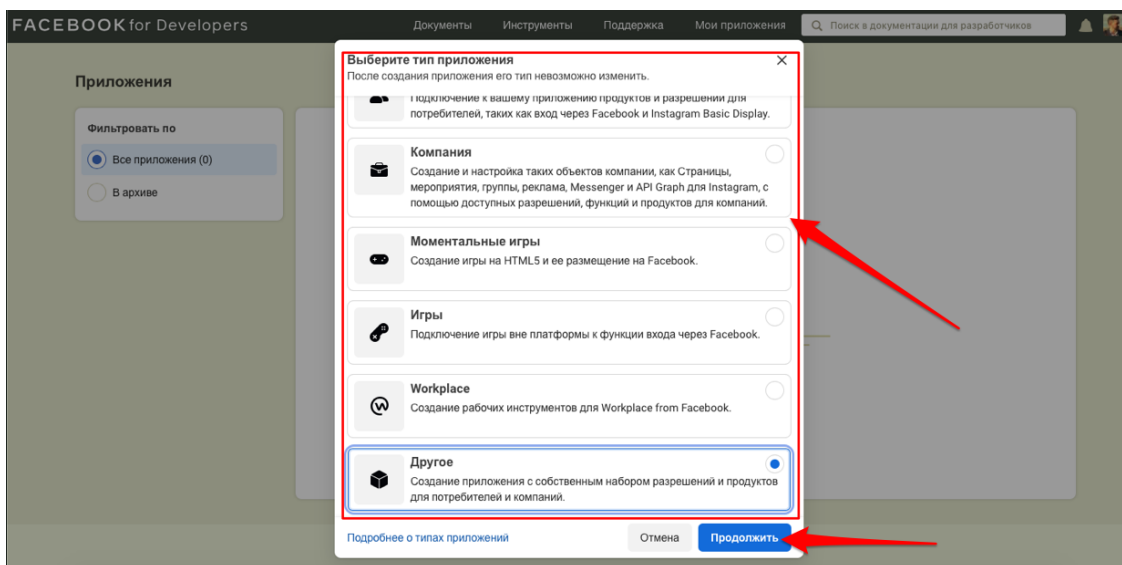 FACEBOOK for Developers
Документы
Инструменты
Поддержка
Мои приложения
Поиск в документации для разработчиков
Приложения
Фильтровать по
Все приложения (0)
В архиве
Выберите тип приложения
После создания приложения его тип невозможно изменить.
Подключение к вашему приложению продуктов и разрешений для
потребителей, таких как вход через Facebook и Instagram Basic Display.
Компания
Создание и настройка таких объектов компании, как Страницы,
мероприятия, группы, реклама, Messenger и API Graph для Instagram, с
помощью доступных разрешений, функций и продуктов для компаний.
Моментальные игры
Создание игры на HTML5 и ее размещение на Facebook.
Игры
Подключение игры вне платформы к функции входа через Facebook.
Workplace
Создание рабочих инструментов для Workplace from Facebook.
Другое
Создание приложения с собственным набором разрешений и продуктов
для потребителей и компаний.
Подробнее о типах приложений
Отмена
Продолжить